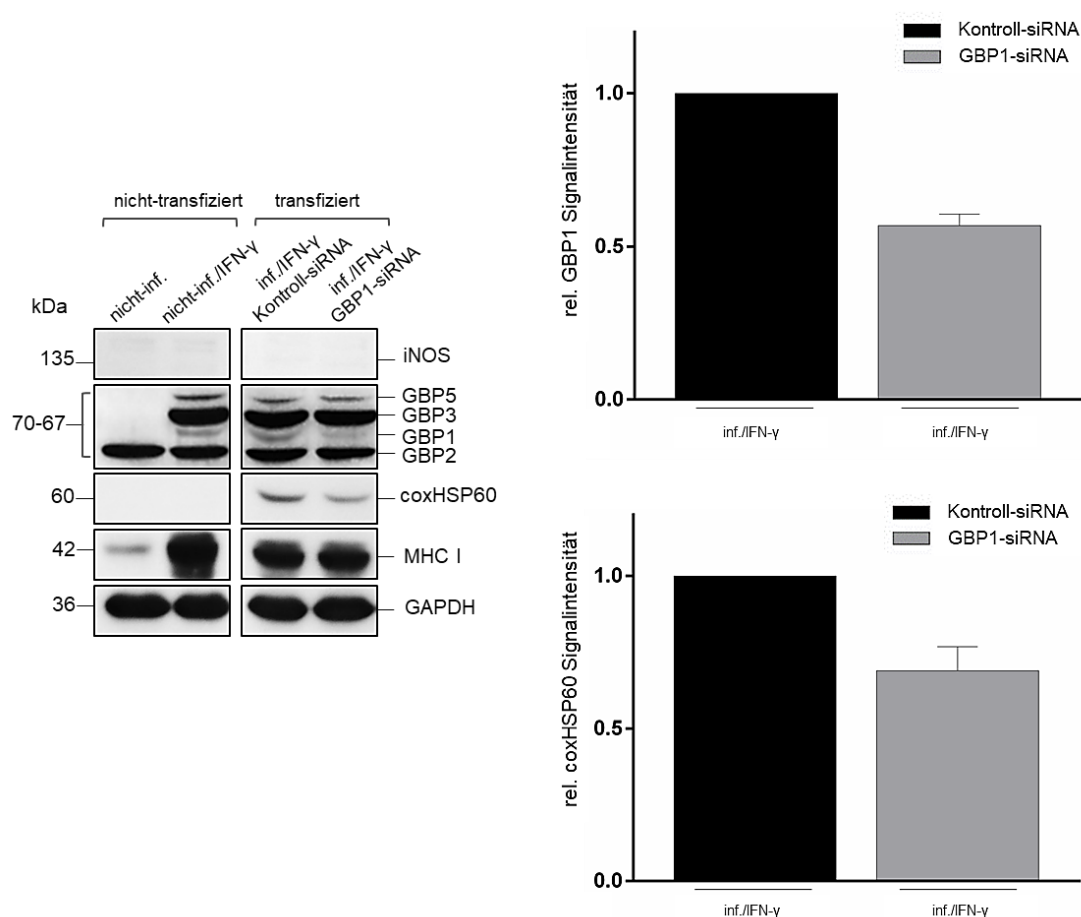 nicht-transfiziert
transfiziert
nicht-inf.
nicht-inf./IFN-γ
inf./IFN-γ
Kontroll-siRNA
inf./IFN-γ
GBP1-siRNA
kDa
135
iNOS
70-67
GBP5
GBP3
GBP1
GBP2
60
coxHSP60
42
MHC I
36
GAPDH
Kontroll-siRNA
GBP1-siRNA
rel. GBP1 Signalintensität
1.0
0.5
0.0
inf./IFN-γ
inf./IFN-γ
Kontroll-siRNA
GBP1-siRNA
rel. coxHSP60 Signalintensität
1.0
0.5
0.0
inf./IFN-γ
inf./IFN-γ